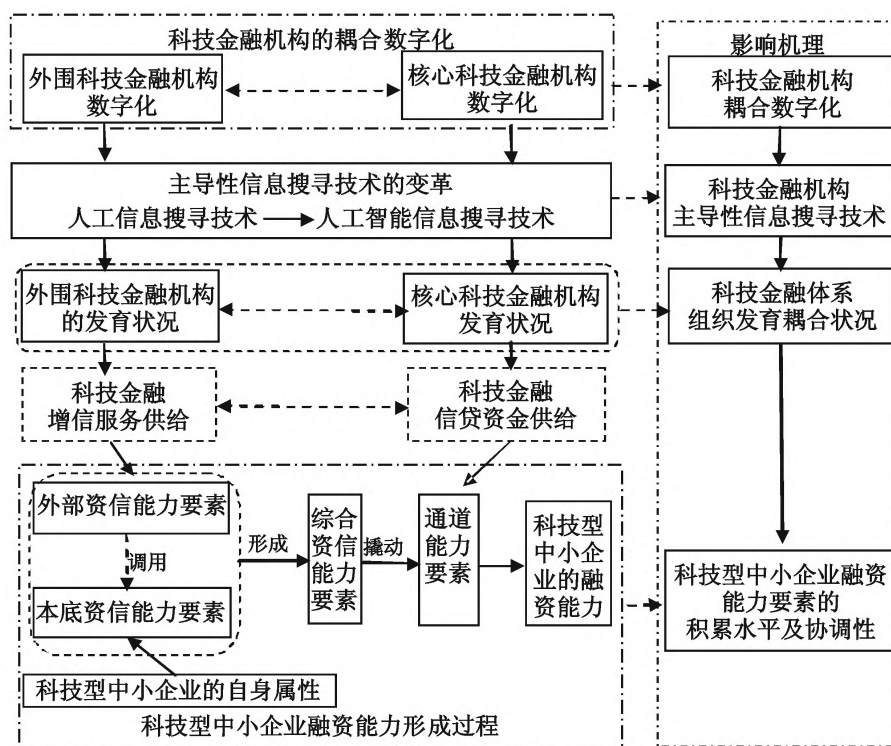 科技金融机构的耦合数字化
外围科技金融机构
数字化
核心科技金融机构
数字化
主导性信息搜寻技术的变革
人工信息搜寻技术
人工智能信息搜寻技术
外围科技金融机构
的发育状况
核心科技金融机构
发育状况
科技金融
增信服务供给
科技金融
信贷资金供给
外部资信能力要素
调用
本底资信能力要素
形成
综合
资信
能力
要素
撬动
通道
能力
要素
科技型
中小企
业的融
资能力
科技型中小企业的自身属性
科技型中小企业融资能力形成过程
影响机理
科技金融机构
耦合数字化
科技金融机构
主导性信息搜寻技术
科技金融体系
组织发育耦合状况
科技型中小企业融资
能力要素的
积累水平及协调性